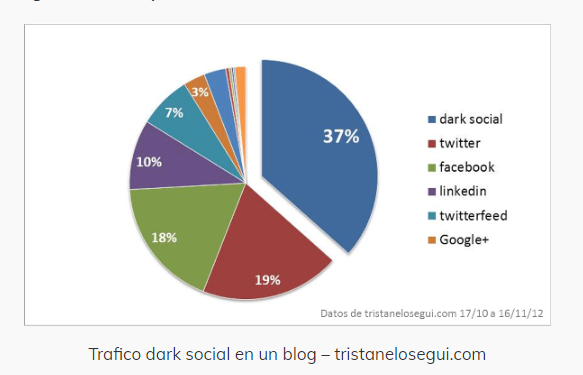 37%
19%
18%
10%
7%
3%
dark social
twitter
facebook
linkedin
twitterfeed
Google+
Datos de tristanelosegui.com 17/10 a 16/11/12
Trafico dark social en un blog – tristanelosegui.com